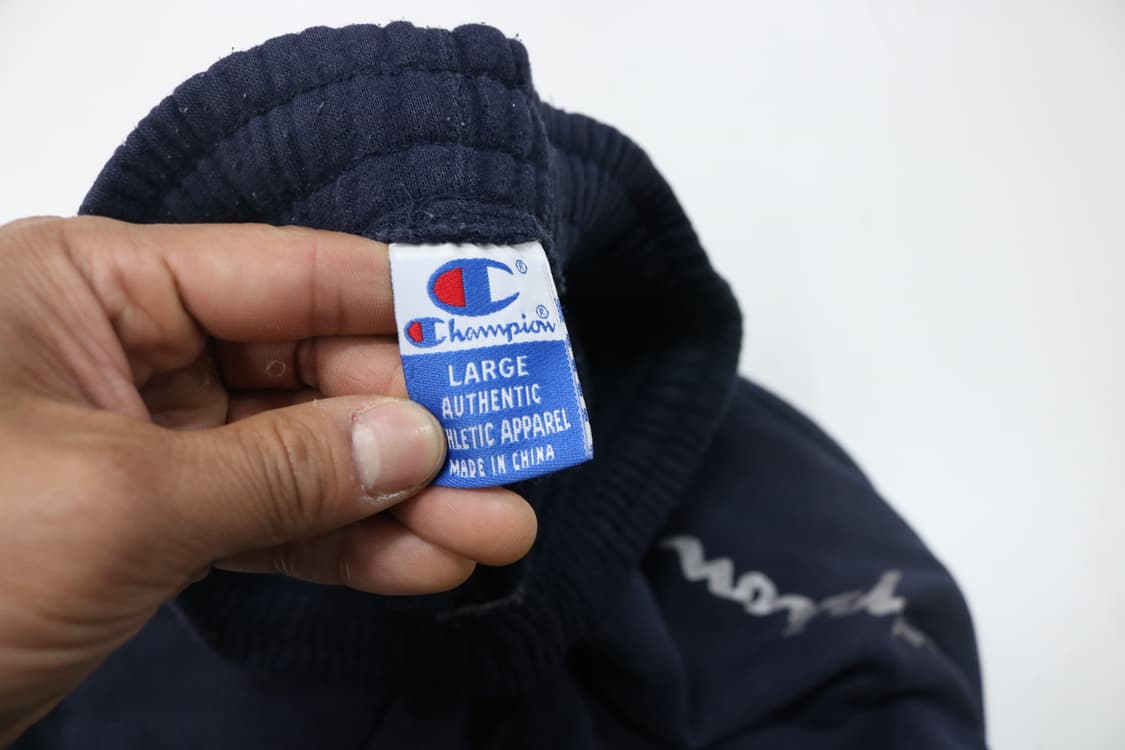 ®
Champion®
LARGE
AUTHENTIC
HLETIC APPAREL
MADE IN CHINA